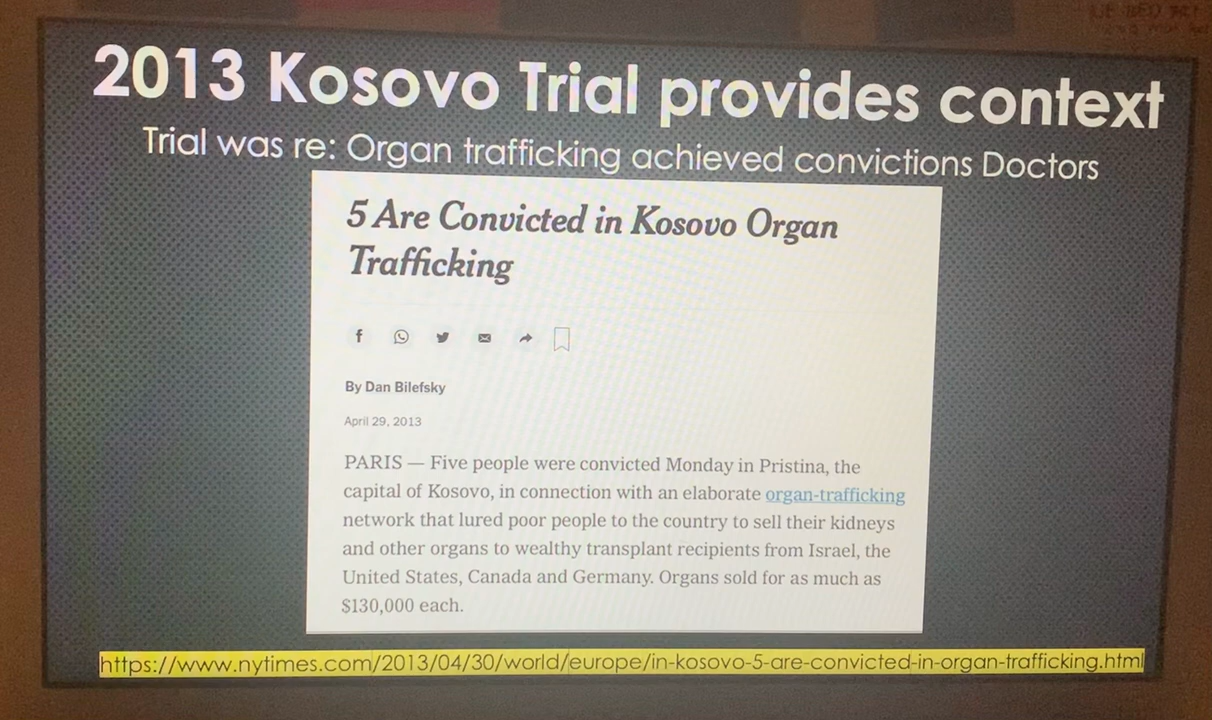 2013 Kosovo Trial provides context
Trial was re: Organ trafficking achieved convictions Doctors
5 Are Convicted in Kosovo Organ
Trafficking
By Dan Bilefsky
April 29, 2013
PARIS — Five people were convicted Monday in Pristina, the
capital of Kosovo, in connection with an elaborate organ-trafficking
network that lured poor people to the country to sell their kidneys
and other organs to wealthy transplant recipients from Israel, the
United States, Canada and Germany. Organs sold for as much as
$130,000 each.
https://www.nytimes.com/2013/04/30/world/europe/in-kosovo-5-are-convicted-in-organ-trafficking.html